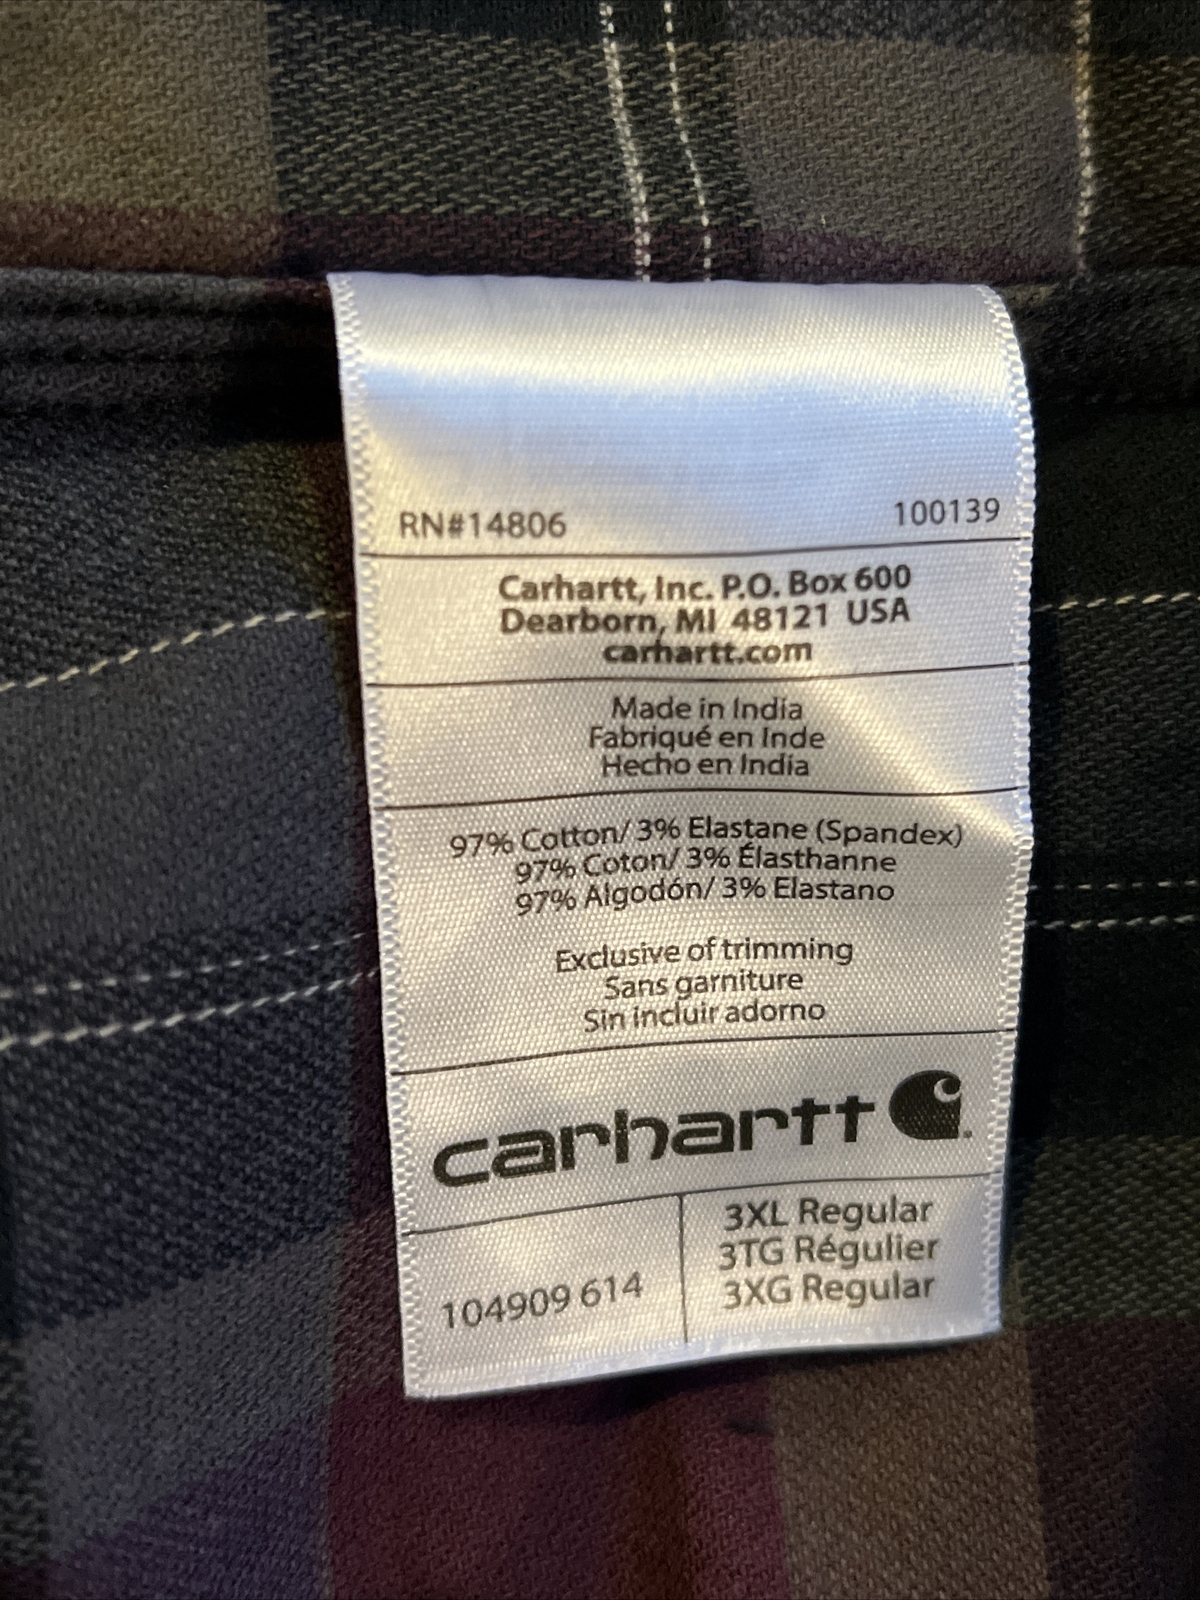 RN#14806 100139
Carhartt, Inc. P.O. Box 600
Dearborn, MI 48121 USA
carhartt.com
Made in India
Fabriqué en Inde
Hecho en India
97% Cotton/ 3% Elastane (Spandex)
97% Coton/ 3% Élasthanne
97% Algodón/ 3% Elastano
Exclusive of trimming
Sans garniture
Sin incluir adorno
carhartt
104909 614
3XL Regular
3TG Régulier
3XG Regular